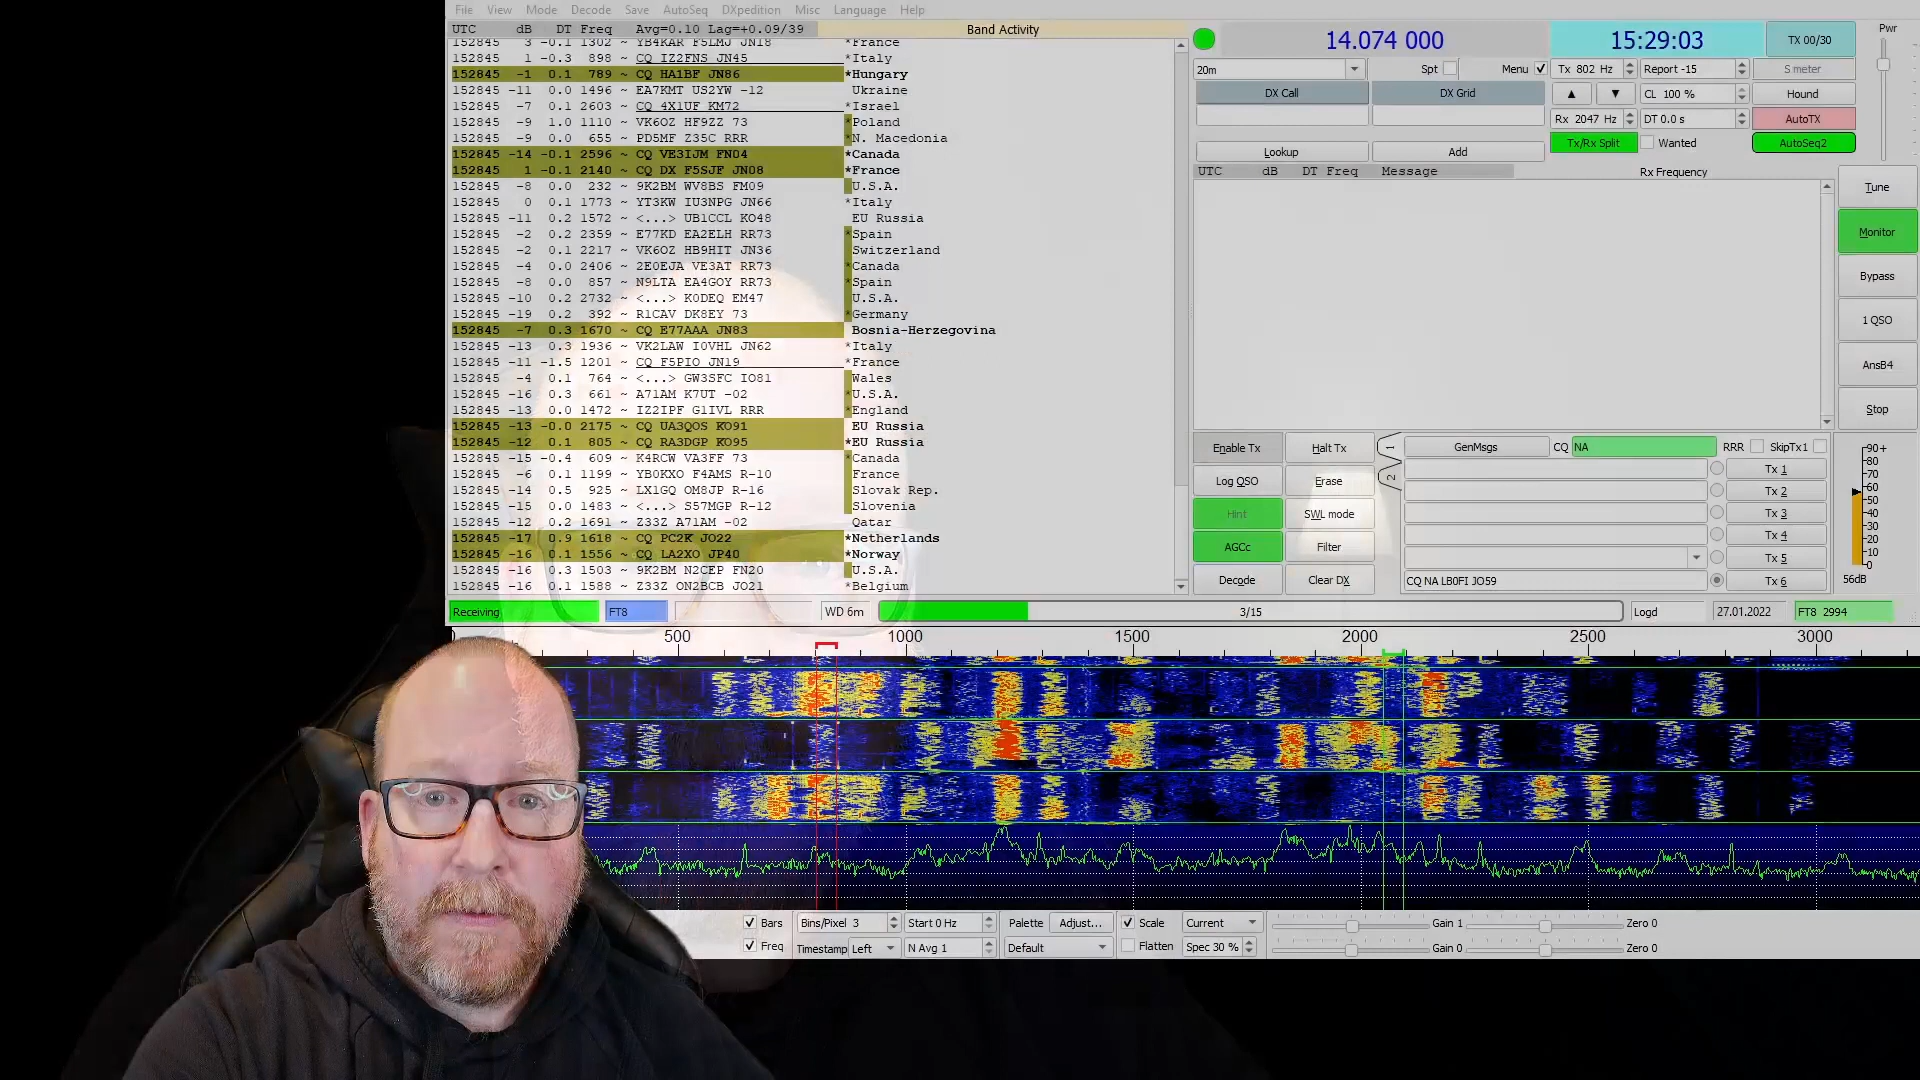 File View Mode Decode Save AutoSeq DXpedition Misc Language Help
UTC dB DT Freq Avg=0.10 Lag=+0.09/39 Band Activity
152845 3 -0.1 1302 ~ YB4KAR F5LMJ JN18 *France
152845 1 -0.3 898 ~ CQ IZ2FNS JN45 *Italy
152845 -1 0.1 789 ~ CQ HA1BF JN86 *Hungary
152845 -11 0.0 1496 ~ EA7KMT US2YW -12 Ukraine
152845 -7 0.1 2603 ~ CQ 4X1UF KM72 *Israel
152845 -9 1.0 1110 ~ VK6OZ HF9ZZ 73 *Poland
152845 -9 0.0 655 ~ PD5MF Z35C RRR *N. Macedonia
152845 -14 -0.1 2596 ~ CQ VE3IJM FN04 *Canada
152845 1 -0.1 2140 ~ CQ DX F5SJF JN08 *France
152845 -8 0.0 232 ~ 9K2BM WV8BS FM09 U.S.A.
152845 0 0.1 1773 ~ YT3KW IU3NPG JN66 *Italy
152845 -11 0.2 1572 ~ <...> UB1CCL KO48 EU Russia
152845 -2 0.2 2359 ~ E77KD EA2ELH RR73 *Spain
152845 -2 0.1 2217 ~ VK6OZ HB9HIT JN36 Switzerland
152845 -4 0.0 2406 ~ 2E0EJA VE3AT RR73 *Canada
152845 -8 0.0 857 ~ N9LTA EA4GOY RR73 *Spain
152845 -10 0.2 2732 ~ <...> K0DEQ EM47 U.S.A.
152845 -19 0.2 392 ~ R1CAV DK8EY 73 *Germany
152845 -7 0.3 1670 ~ CQ E77AAA JN83 Bosnia-Herzegovina
152845 -13 0.3 1936 ~ VK2LAW I0VHL JN62 *Italy
152845 -11 -1.5 1201 ~ CQ F5PIO JN19 *France
152845 -4 0.1 764 ~ <...> GW3SFC IO81 Wales
152845 -16 0.3 661 ~ A71AM K7UT -02 *U.S.A.
152845 -13 0.0 1472 ~ IZ2IPF G1IVL RRR *England
152845 -13 -0.0 2175 ~ CQ UA3QOS KO91 EU Russia
152845 -12 0.1 805 ~ CQ RA3DGP KO95 *EU Russia
152845 -15 -0.4 609 ~ K4RCW VA3FF 73 *Canada
152845 -6 0.1 1199 ~ YB0KXO F4AMS R-10 France
152845 -14 0.5 925 ~ LX1GQ OM8JP R-16 Slovak Rep.
152845 -15 0.0 1483 ~ <...> S57MGP R-12 Slovenia
152845 -12 0.2 1691 ~ Z33Z A71AM -02 Qatar
152845 -17 0.9 1618 ~ CQ PC2K JO22 *Netherlands
152845 -16 0.1 1556 ~ CQ LA2XO JP40 *Norway
152845 -16 0.3 1503 ~ 9K2BM N2CEP FN20 U.S.A.
152845 -16 0.1 1588 ~ Z33Z ON2BCB JO21 *Belgium
14.074 000 15:29:03 TX 00/30 Pwr
20m Spt Menu Tx 802 Hz Report -15 S meter
DX Call DX Grid CL 100 % Hound
Rx 2047 Hz DT 0.0 s AutoTX
Lookup Add Tx/Rx Split Wanted AutoSeq2
UTC dB DT Freq Message Rx Frequency
Tune
Monitor
Bypass
1 QSO
AnsB4
Stop
Enable Tx Halt Tx 1 GenMsgs CQ NA RRR SkipTx1
Log QSO Erase 2 Tx 1
Tx 2
Hint SWL mode Tx 3
AGCc Filter Tx 4
Tx 5
Decode Clear DX CQ NA LB0FI JO59 Tx 6
90+
80
70
60
50
40
30
20
10
0
56dB
Receiving FT8 WD 6m 3/15 Logd 27.01.2022 FT8 2994
500 1000 1500 2000 2500 3000
Bars Bins/Pixel 3 Start 0 Hz Palette Adjust... Scale Current Gain 1 Zero 0
Freq Timestamp Left N Avg 1 Default Flatten Spec 30 % Gain 0 Zero 0